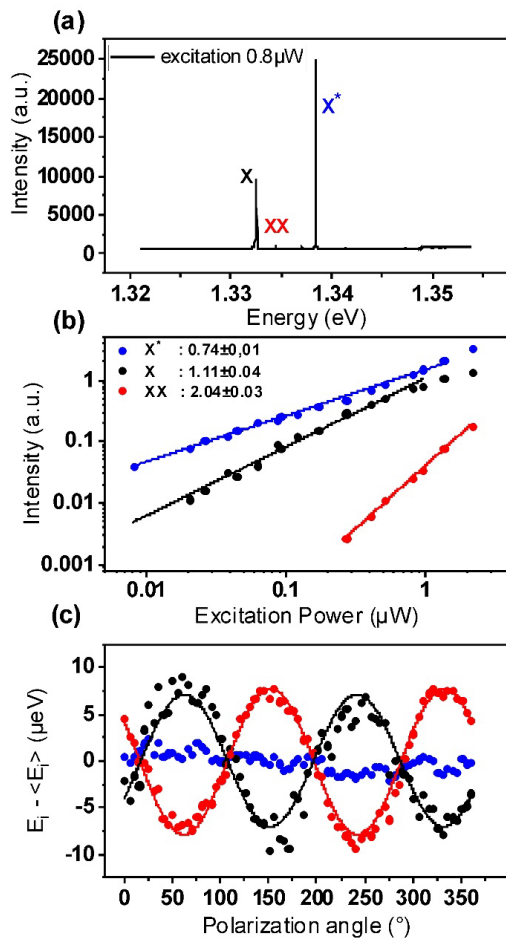 (a)
excitation 0.8µW
X*
X
XX
Intensity (a.u.)
25000
20000
15000
10000
5000
0
1.32
1.33
1.34
1.35
Energy (eV)
(b)
X* : 0.74±0,01
X : 1.11±0.04
XX : 2.04±0.03
Intensity (a.u.)
1
0.1
0.01
0.001
0.01
0.1
1
Excitation Power (µW)
(c)
E_i - <E_i> (µeV)
10
5
0
-5
-10
0
50
100
150
200
250
300
350
Polarization angle (°)